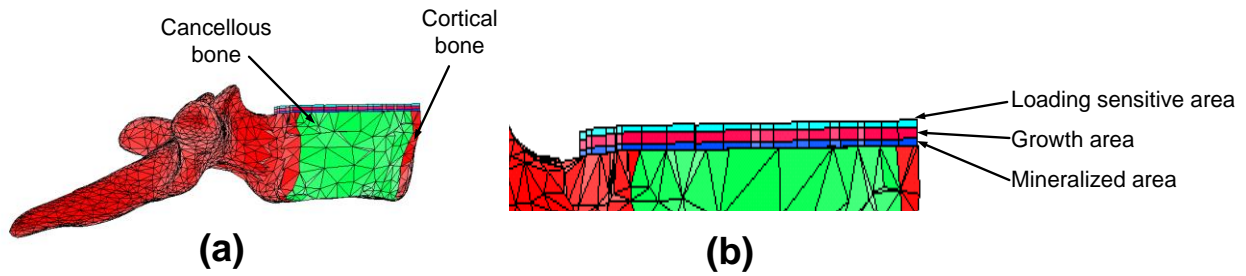 Cancellous
bone
Cortical
bone
(a)
Loading sensitive area
Growth area
Mineralized area
(b)